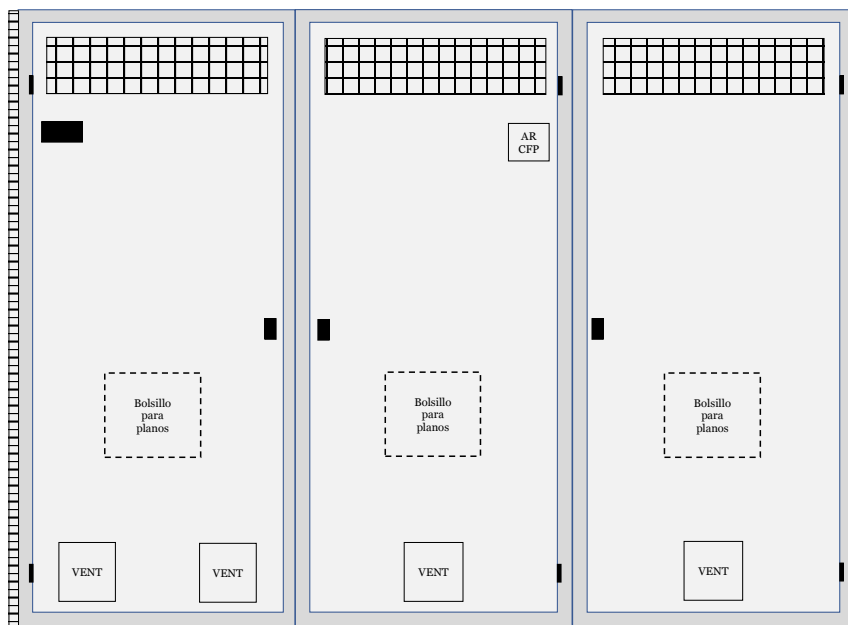 AR
CFP
Bolsillo
para
planos
Bolsillo
para
planos
Bolsillo
para
planos
VENT
VENT
VENT
VENT